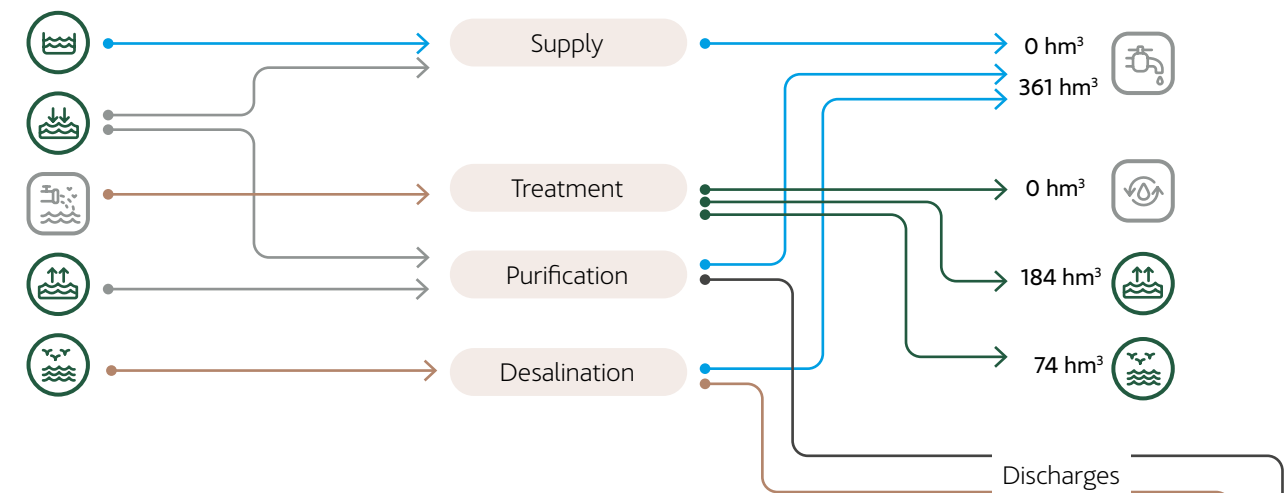 Supply
0 hm³
361 hm³
Treatment
0 hm³
Purification
184 hm³
Desalination
74 hm³
Discharges